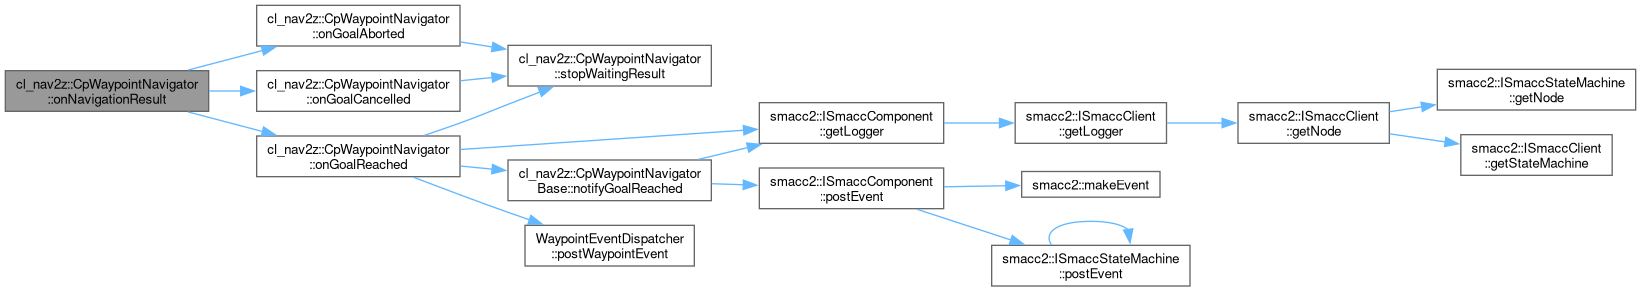 cl_nav2z::CpWaypointNavigator
::onNavigationResult
cl_nav2z::CpWaypointNavigator
::onGoalAborted
cl_nav2z::CpWaypointNavigator
::onGoalCancelled
cl_nav2z::CpWaypointNavigator
::onGoalReached
cl_nav2z::CpWaypointNavigator
::stopWaitingResult
cl_nav2z::CpWaypointNavigator
Base::notifyGoalReached
WaypointEventDispatcher
::postWaypointEvent
smacc2::ISmaccComponent
::getLogger
smacc2::ISmaccComponent
::postEvent
smacc2::ISmaccClient
::getLogger
smacc2::makeEvent
smacc2::ISmaccStateMachine
::postEvent
smacc2::ISmaccClient
::getNode
smacc2::ISmaccStateMachine
::getNode
smacc2::ISmaccClient
::getStateMachine